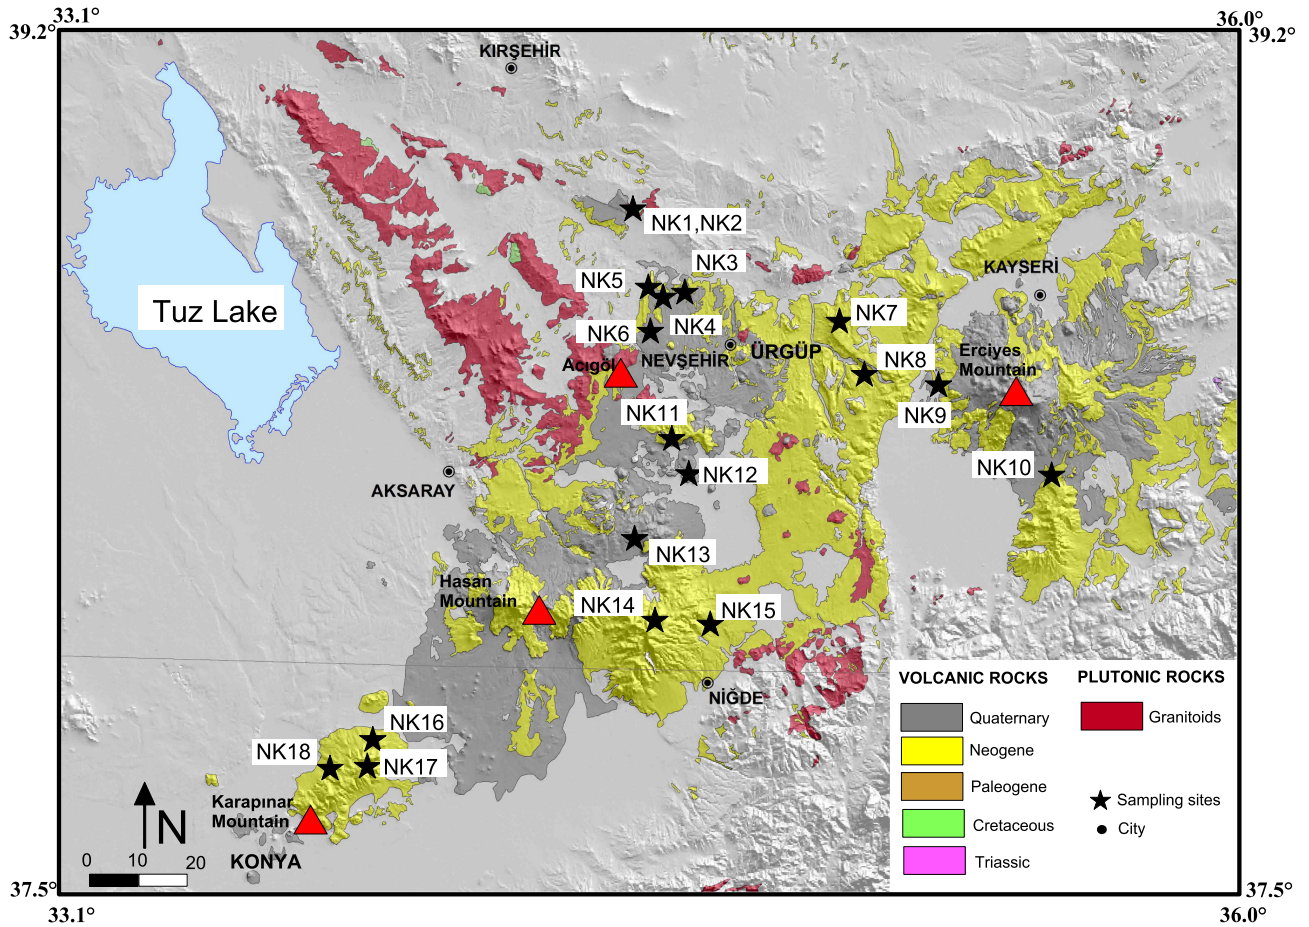 33.1°
36.0°
39.2°
39.2°
KIRŞEHİR
NK1,NK2
NK3
NK5
KAYSERİ
Tuz Lake
NK7
NK6
NK4
NEVŞEHİR
ÜRGÜP
Acıgöl
NK8
Erciyes
Mountain
NK9
NK11
NK10
NK12
AKSARAY
NK13
Hasan
Mountain
NK14
NK15
NİĞDE
NK16
NK18
NK17
Karapınar
Mountain
N
KONYA
0 10 20
VOLCANIC ROCKS
PLUTONIC ROCKS
Quaternary
Granitoids
Neogene
Paleogene
Sampling sites
Cretaceous
City
Triassic
37.5°
37.5°
33.1°
36.0°